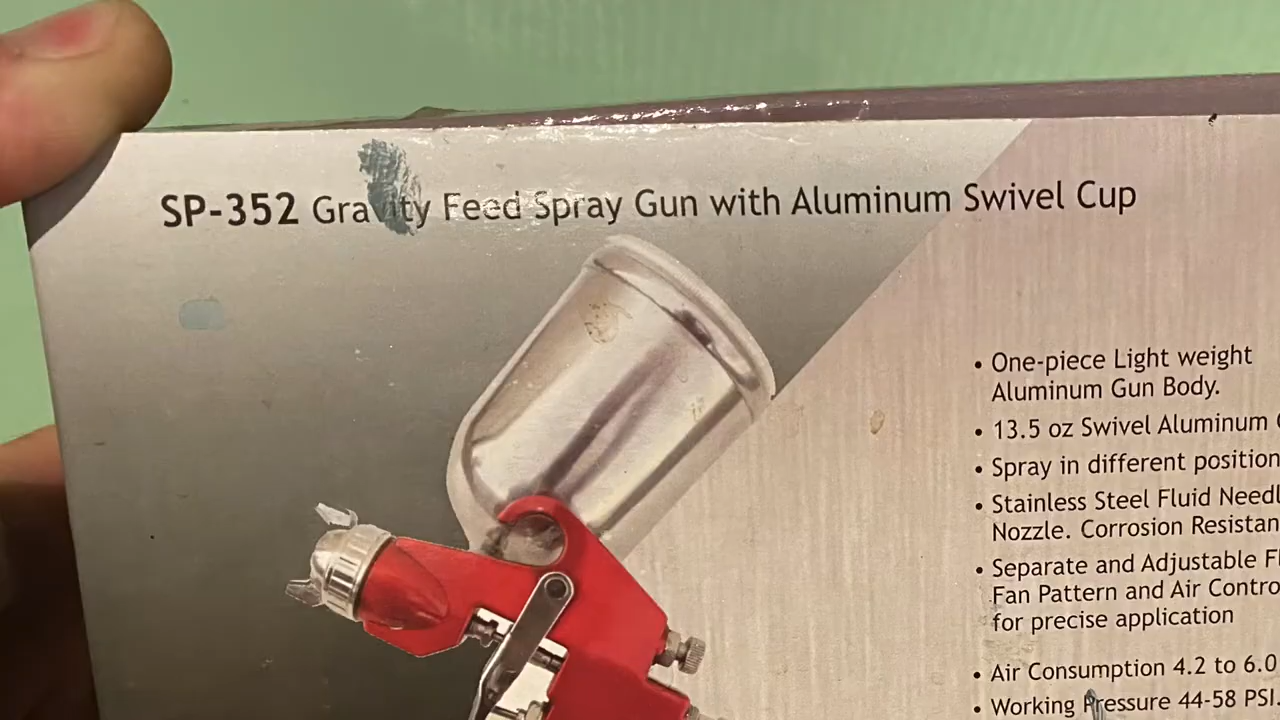 SP-352 Gravity Feed Spray Gun with Aluminum Swivel Cup
• One-piece Light weight
Aluminum Gun Body.
• 13.5 oz Swivel Aluminum
• Spray in different position
• Stainless Steel Fluid
Nozzle. Corrosion
• Separate and Adjustable
Fan Pattern and Air
for precise application
• Air Consumption 4.2 to 6.0
• Working Pressure 44-58 PSI.